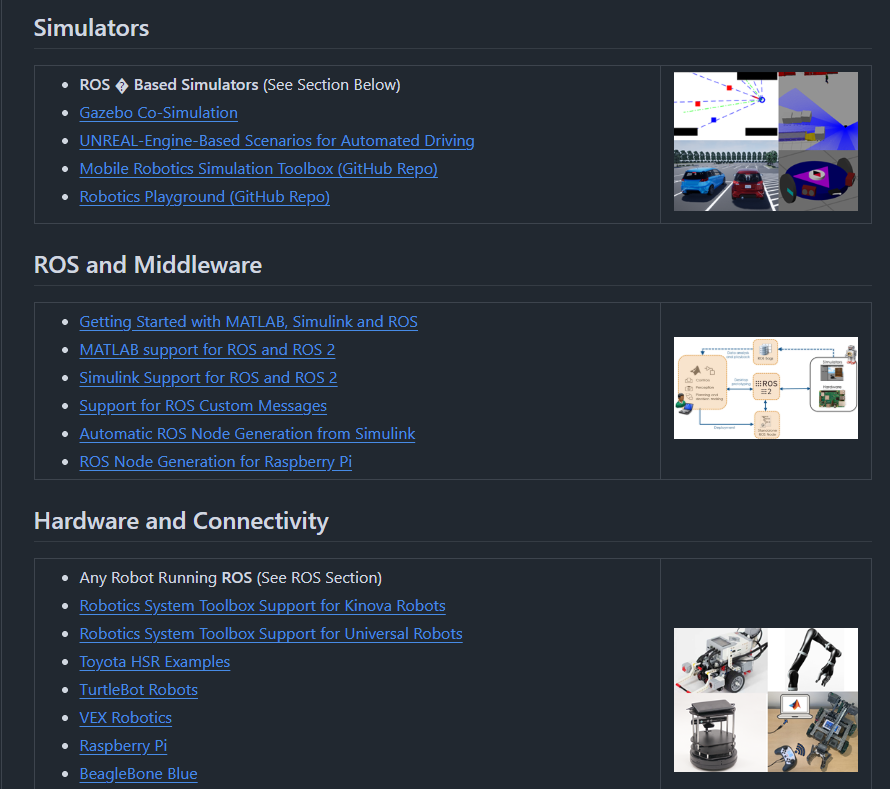 Simulators
ROS � Based Simulators (See Section Below)
Gazebo Co-Simulation
UNREAL-Engine-Based Scenarios for Automated Driving
Mobile Robotics Simulation Toolbox (GitHub Repo)
Robotics Playground (GitHub Repo)
ROS and Middleware
Getting Started with MATLAB, Simulink and ROS
MATLAB support for ROS and ROS 2
Simulink Support for ROS and ROS 2
Support for ROS Custom Messages
Automatic ROS Node Generation from Simulink
ROS Node Generation for Raspberry Pi
ROS
2
Hardware
Hardware and Connectivity
Any Robot Running ROS (See ROS Section)
Robotics System Toolbox Support for Kinova Robots
Robotics System Toolbox Support for Universal Robots
Toyota HSR Examples
TurtleBot Robots
VEX Robotics
Raspberry Pi
BeagleBone Blue